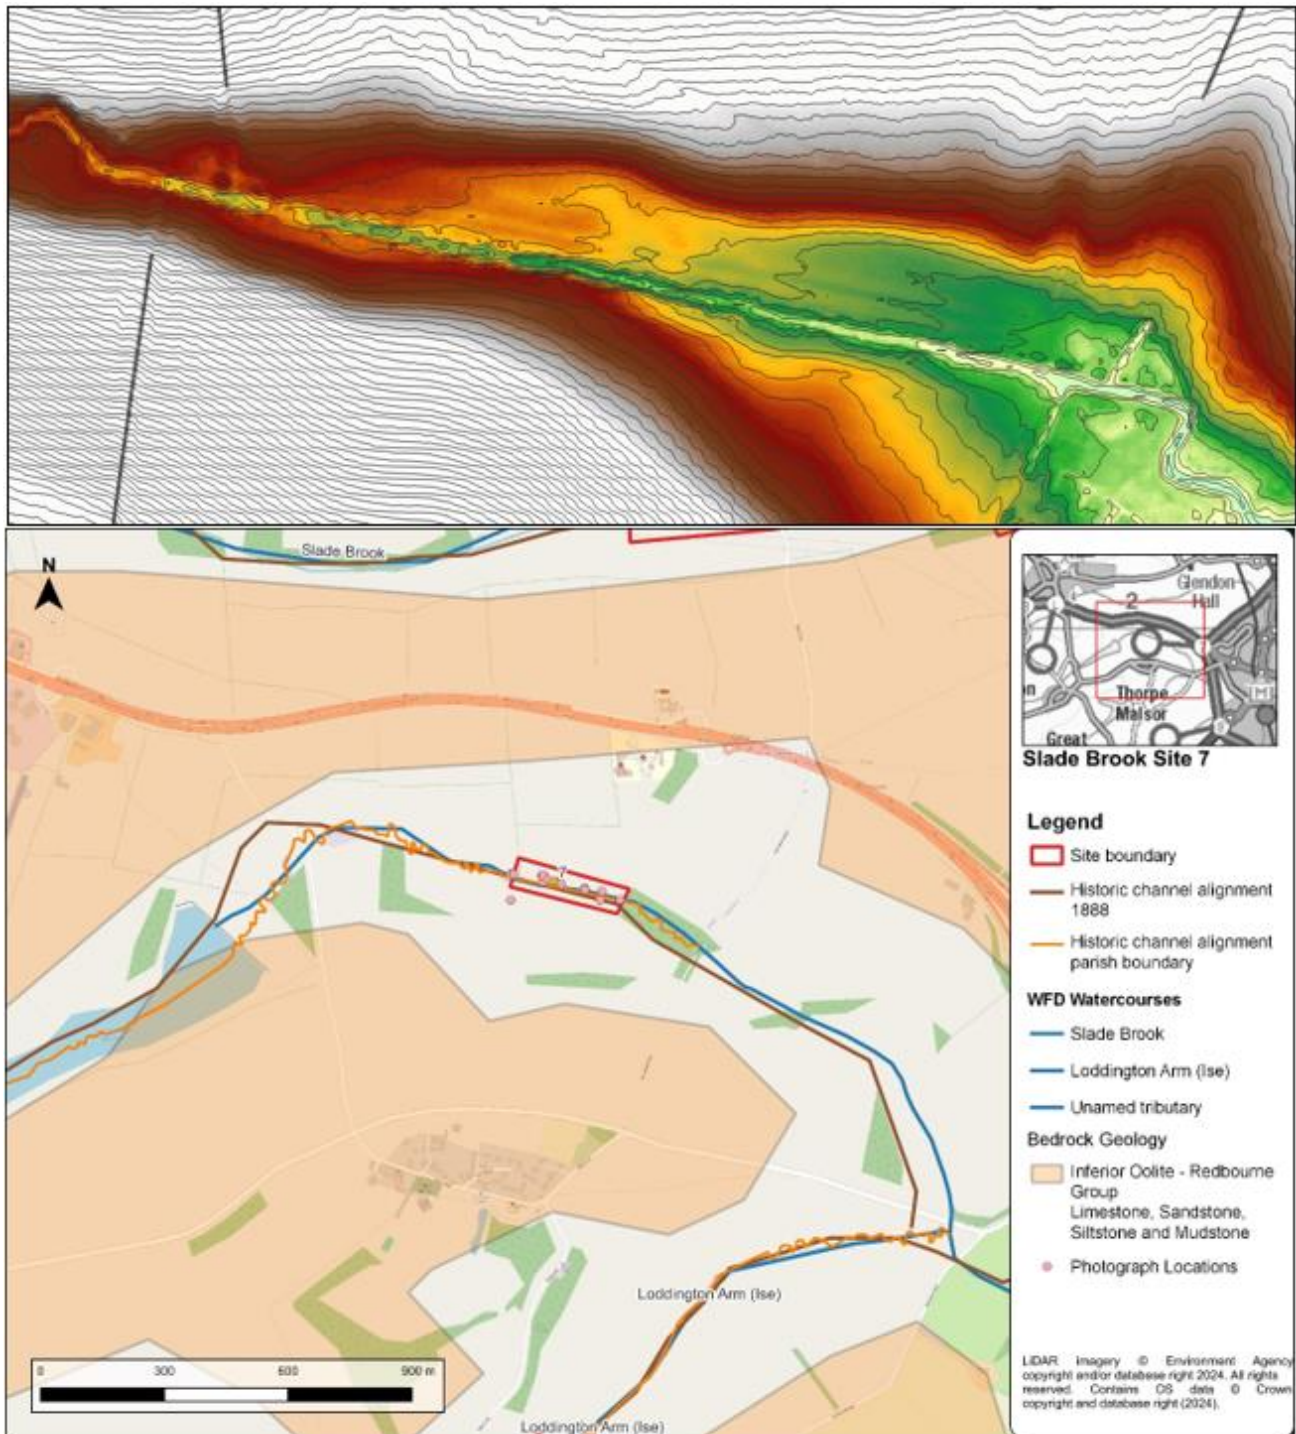 Slade Brook
N
7
Loddington Arm (Ise)
Loddington Arm (Ise)
0 300 600 900 m
Glendon
Hall
2
Thorpe
Malsor
Great
M
Slade Brook Site 7
Legend
Site boundary
Historic channel alignment
1888
Historic channel alignment
parish boundary
WFD Watercourses
Slade Brook
Loddington Arm (Ise)
Unamed tributary
Bedrock Geology
Inferior Oolite - Redbourne
Group
Limestone, Sandstone,
Siltstone and Mudstone
Photograph Locations
LiDAR imagery © Environment Agency
copyright and/or database right 2024. All rights
reserved. Contains OS data © Crown
copyright and database right (2024).